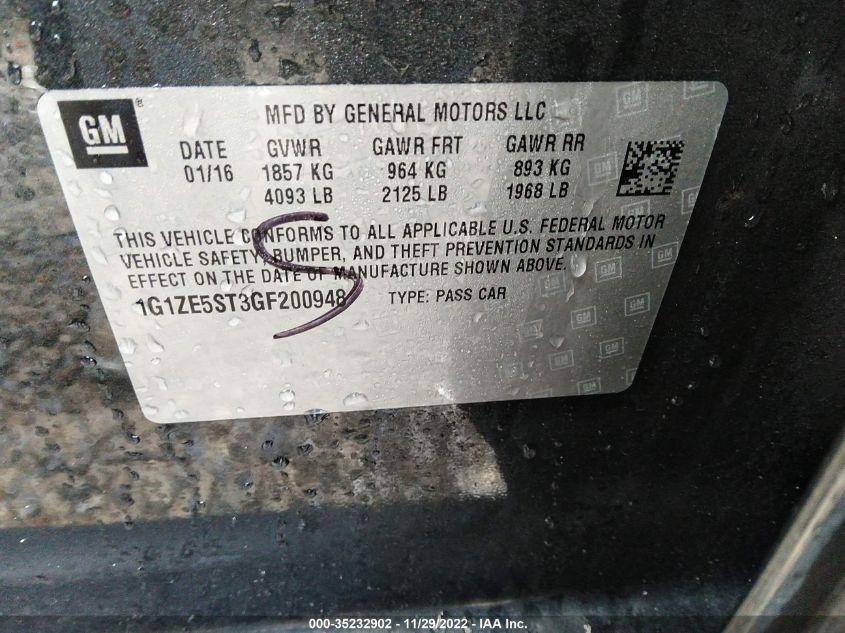 GM ®
MFD BY GENERAL MOTORS LLC
DATE GVWR GAWR FRT GAWR RR
01/16 1857 KG 964 KG 893 KG
4093 LB 2125 LB 1968 LB
THIS VEHICLE CONFORMS TO ALL APPLICABLE U.S. FEDERAL MOTOR
VEHICLE SAFETY, BUMPER, AND THEFT PREVENTION STANDARDS IN
EFFECT ON THE DATE OF MANUFACTURE SHOWN ABOVE.
1G1ZE5ST3GF200948 TYPE: PASS CAR
S
GM
GM
GM
000-35232902 - 11/29/2022 - IAA Inc.